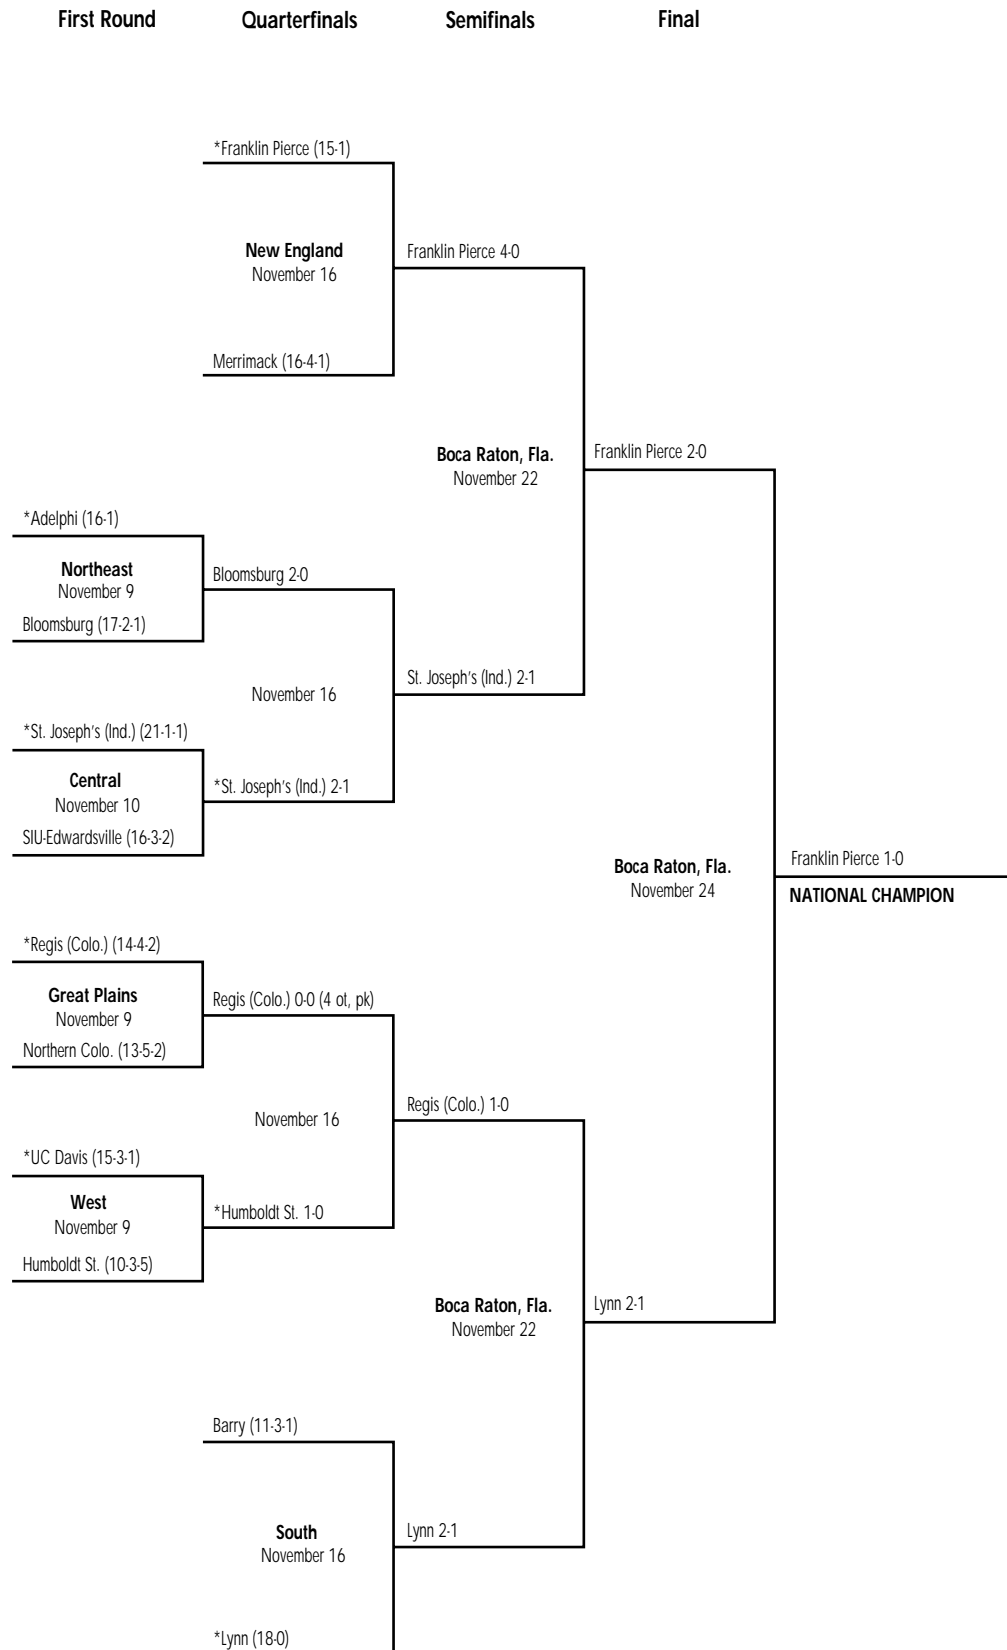 First Round Quarterfinals Semifinals Final
*Franklin Pierce (15-1)
New England
November 16
Franklin Pierce 4-0
Merrimack (16-4-1)
Boca Raton, Fla.
November 22
Franklin Pierce 2-0
*Adelphi (16-1)
Northeast
November 9
Bloomsburg 2-0
Bloomsburg (17-2-1)
November 16
St. Joseph's (Ind.) 2-1
*St. Joseph's (Ind.) (21-1-1)
Central
November 10
*St. Joseph's (Ind.) 2-1
SIU-Edwardsville (16-3-2)
Boca Raton, Fla.
November 24
Franklin Pierce 1-0
NATIONAL CHAMPION
*Regis (Colo.) (14-4-2)
Great Plains
November 9
Regis (Colo.) 0-0 (4 ot, pk)
Northern Colo. (13-5-2)
November 16
Regis (Colo.) 1-0
*UC Davis (15-3-1)
West
November 9
*Humboldt St. 1-0
Humboldt St. (10-3-5)
Boca Raton, Fla.
November 22
Lynn 2-1
Barry (11-3-1)
South
November 16
Lynn 2-1
*Lynn (18-0)